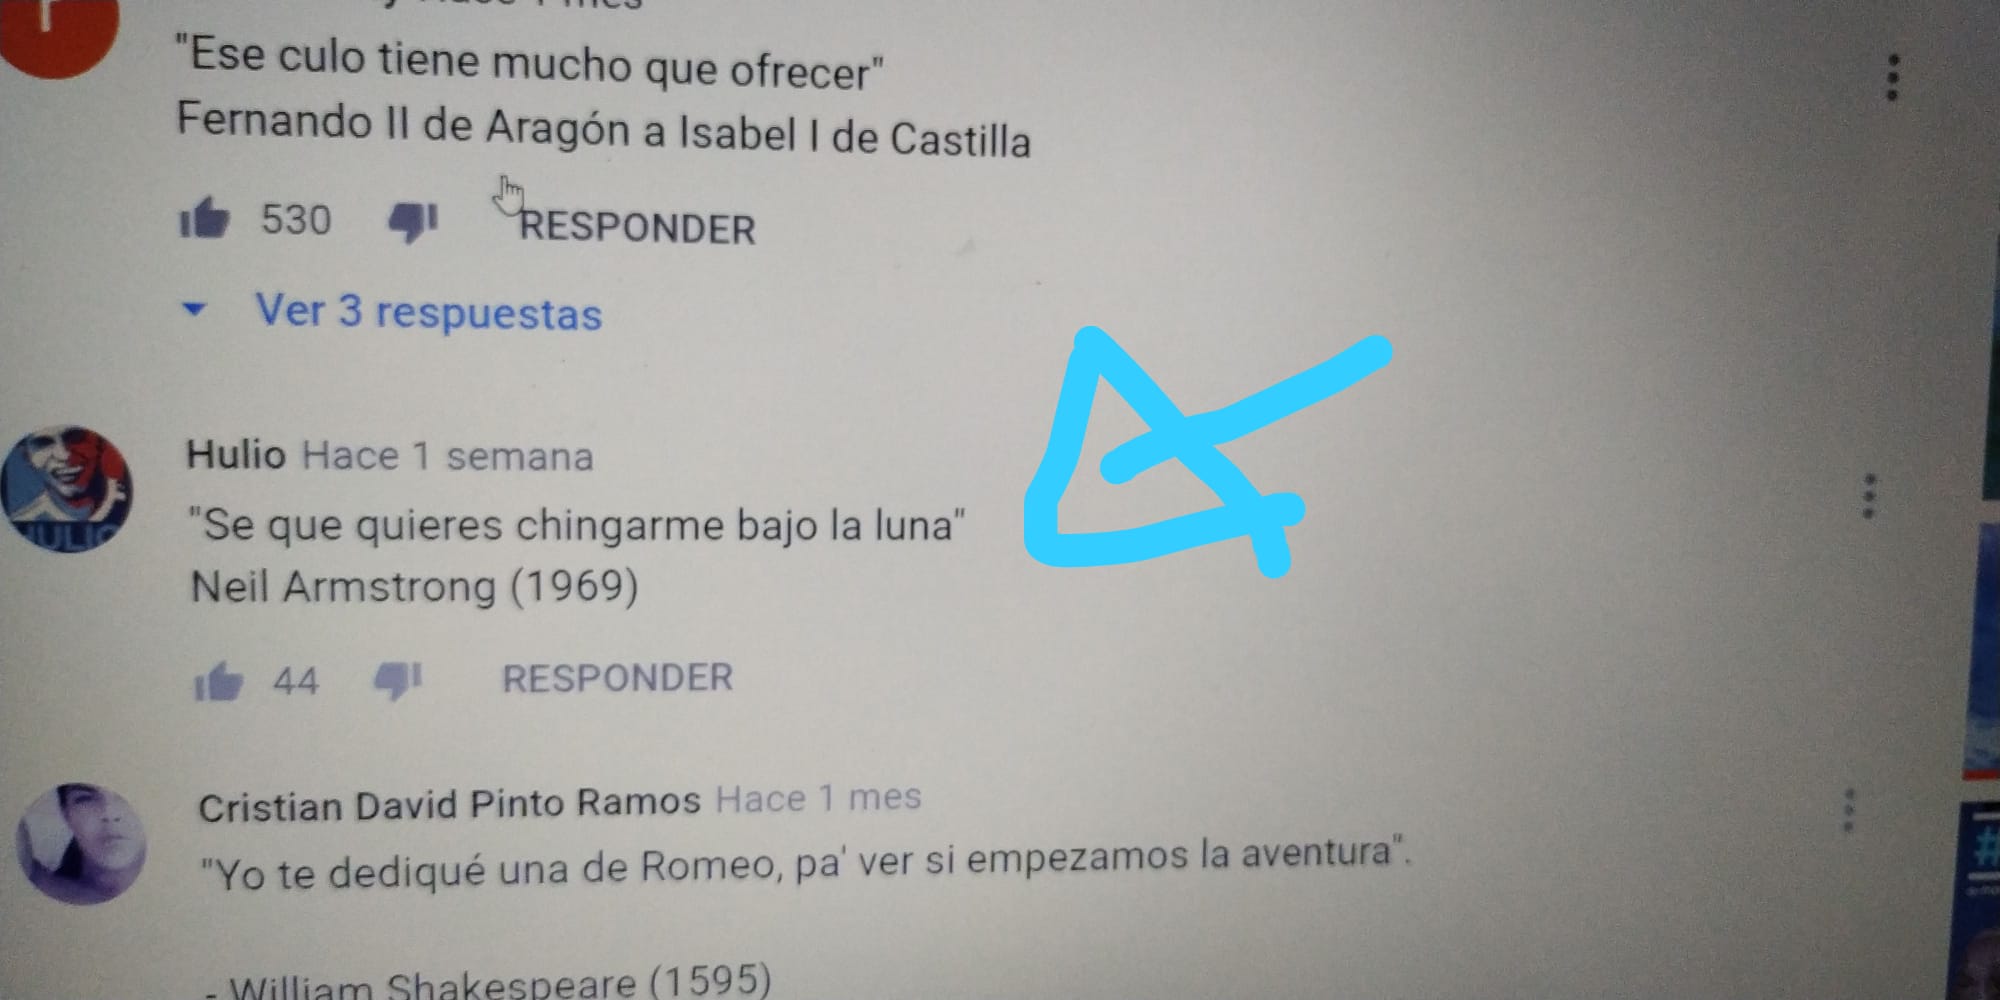 "Ese culo tiene mucho que ofrecer"
Fernando II de Aragón a Isabel I de Castilla
530 RESPONDER
Ver 3 respuestas
Hulio Hace 1 semana
"Se que quieres chingarme bajo la luna"
Neil Armstrong (1969)
44 RESPONDER
Cristian David Pinto Ramos Hace 1 mes
"Yo te dediqué una de Romeo, pa' ver si empezamos la aventura".
- William Shakespeare (1595)